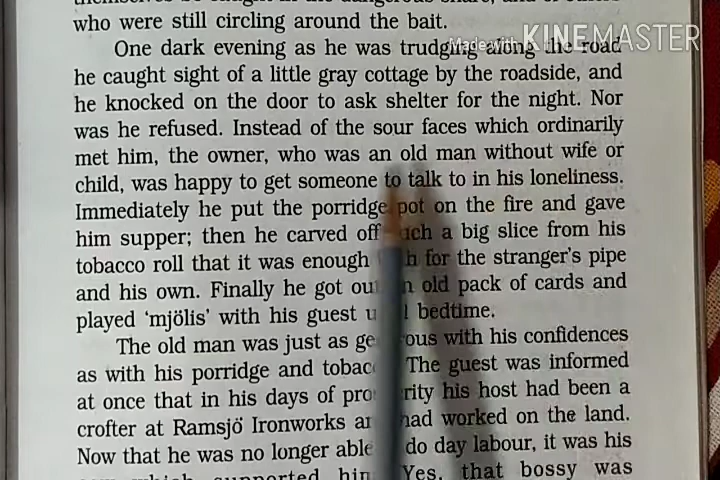 who were still circling around the bait.
One dark evening as he was trudging along the road
he caught sight of a little gray cottage by the roadside, and
he knocked on the door to ask shelter for the night. Nor
was he refused. Instead of the sour faces which ordinarily
met him, the owner, who was an old man without wife or
child, was happy to get someone to talk to in his loneliness.
Immediately he put the porridge pot on the fire and gave
him supper; then he carved off a big slice from his
tobacco roll that it was enough for the stranger's pipe
and his own. Finally he got out old pack of cards and
played 'mjölis' with his guest bedtime.
The old man was just as with his confidences
as with his porridge and The guest was informed
at once that in his days of his host had been a
crofter at Ramsjö Ironworks had worked on the land.
Now that he was no longer able do day labour, it was his
which supported him Yes, that bossy was
Made with KINEMASTER